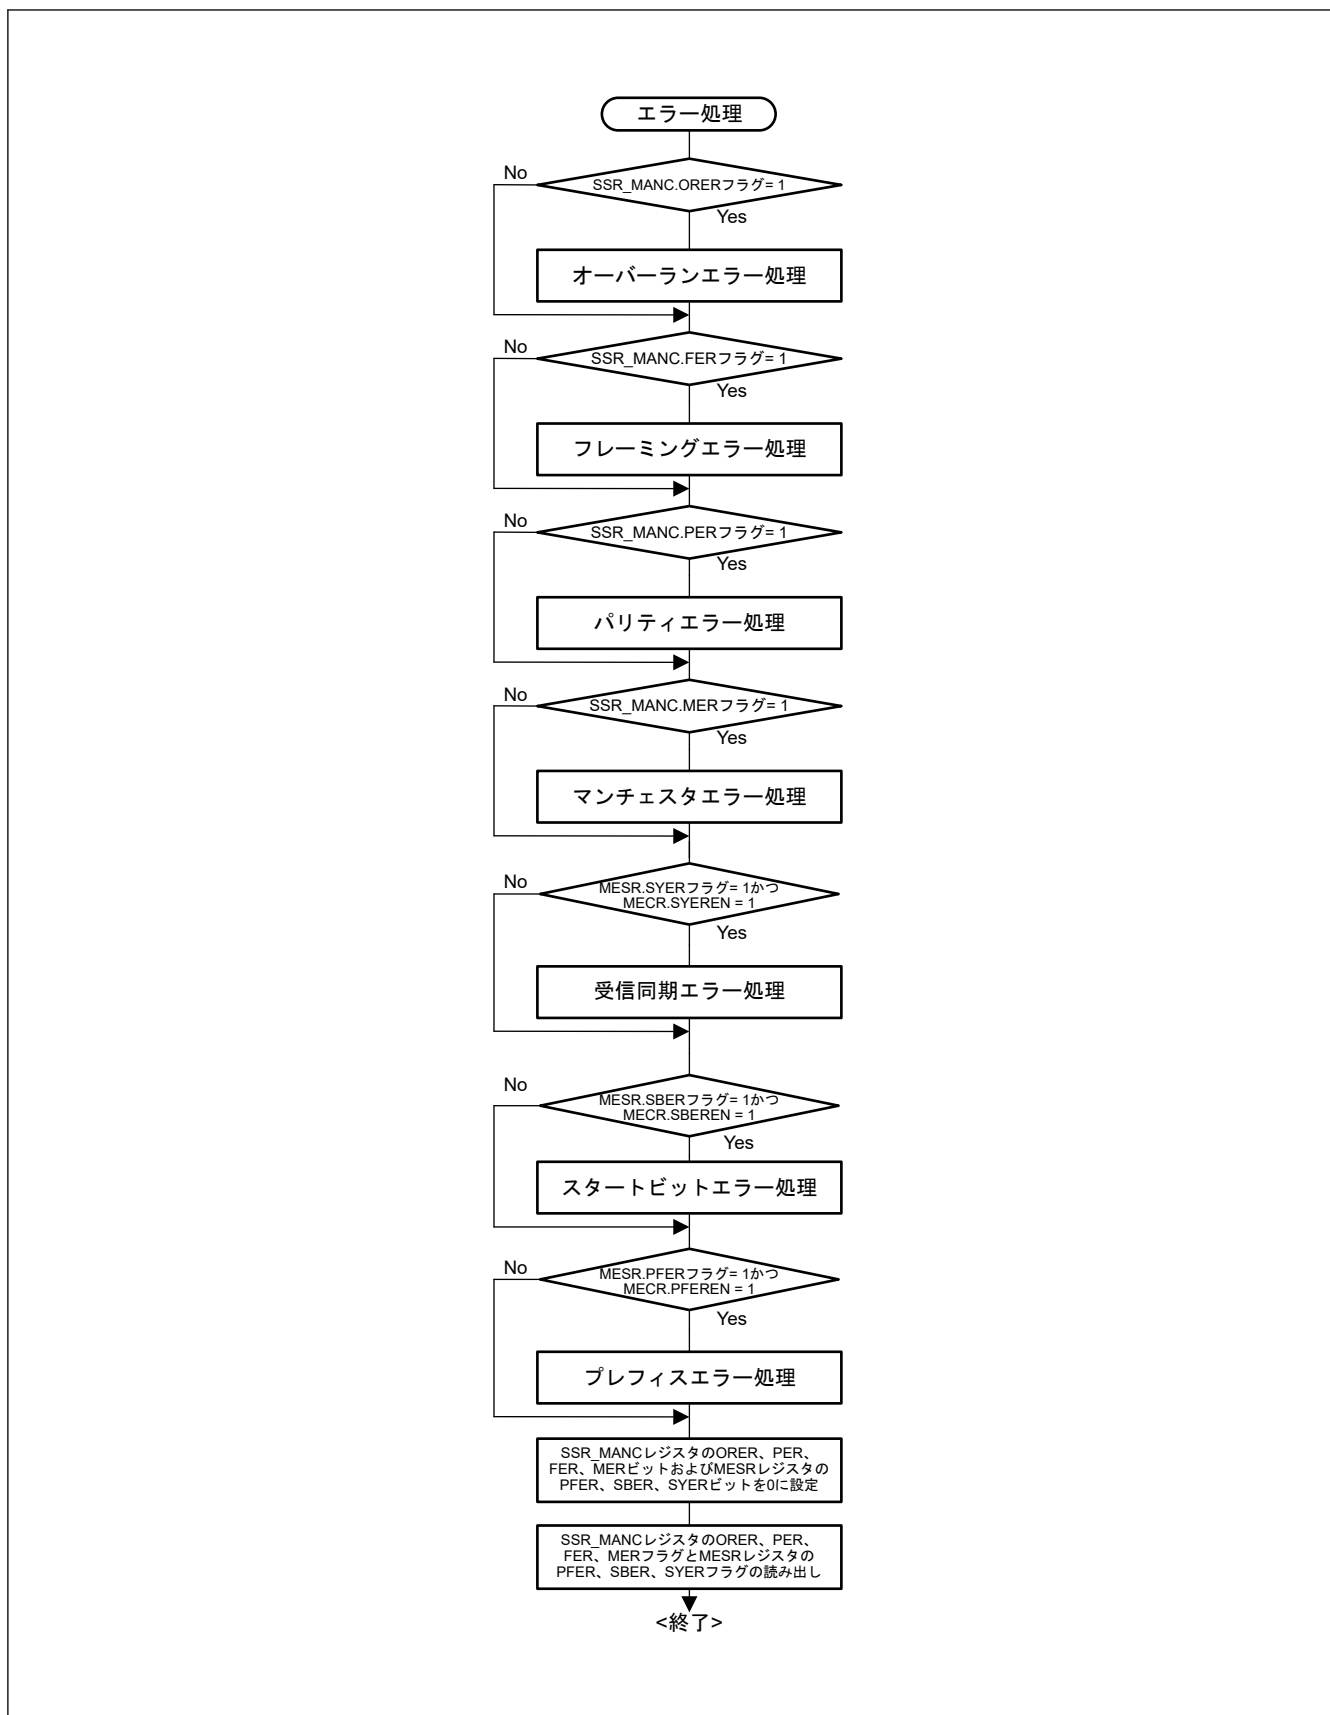 エラー処理
SSR_MANC.ORERフラグ= 1
No
Yes
オーバーランエラー処理
SSR_MANC.FERフラグ= 1
No
Yes
フレーミングエラー処理
SSR_MANC.PERフラグ= 1
No
Yes
パリティエラー処理
SSR_MANC.MERフラグ= 1
No
Yes
マンチェスタエラー処理
MESR.SYERフラグ= 1かつ
MECR.SYEREN = 1
No
Yes
受信同期エラー処理
MESR.SBERフラグ= 1かつ
MECR.SBEREN = 1
No
Yes
スタートビットエラー処理
MESR.PFERフラグ= 1かつ
MECR.PFEREN = 1
No
Yes
プレフィスエラー処理
SSR_MANCレジスタのORER、PER、
FER、MERビットおよびMESRレジスタの
PFER、SBER、SYERビットを0に設定
SSR_MANCレジスタのORER、PER、
FER、MERフラグとMESRレジスタの
PFER、SBER、SYERフラグの読み出し
<終了>